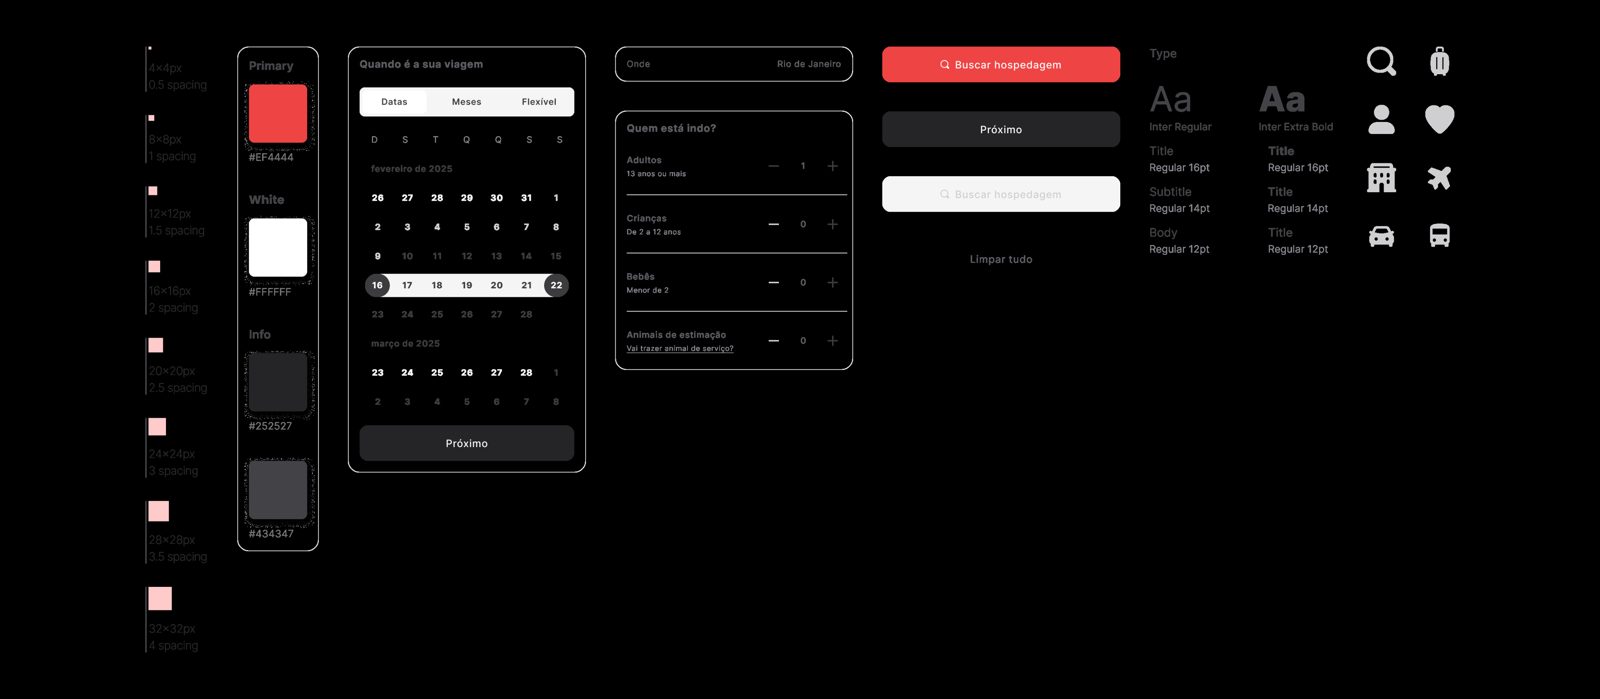 4×4px
0.5 spacing
8×8px
1 spacing
12×12px
1.5 spacing
16×16px
2 spacing
20×20px
2.5 spacing
24×24px
3 spacing
28×28px
3.5 spacing
32×32px
4 spacing
Primary
#EF4444
White
#FFFFFF
Info
#252527
#434347
Quando é a sua viagem
Datas Meses Flexível
D S T Q Q S S
fevereiro de 2025
26 27 28 29 30 31 1
2 3 4 5 6 7 8
9 10 11 12 13 14 15
16 17 18 19 20 21 22
23 24 25 26 27 28
março de 2025
23 24 25 26 27 28 1
2 3 4 5 6 7 8
Próximo
Onde Rio de Janeiro
Quem está indo?
Adultos
13 anos ou mais
1
Crianças
De 2 a 12 anos
0
Bebês
Menor de 2
0
Animais de estimação
Vai trazer animal de serviço?
0
Buscar hospedagem
Próximo
Buscar hospedagem
Limpar tudo
Type
Aa Aa
Inter Regular Inter Extra Bold
Title Title
Regular 16pt Regular 16pt
Subtitle Title
Regular 14pt Regular 14pt
Body Title
Regular 12pt Regular 12pt